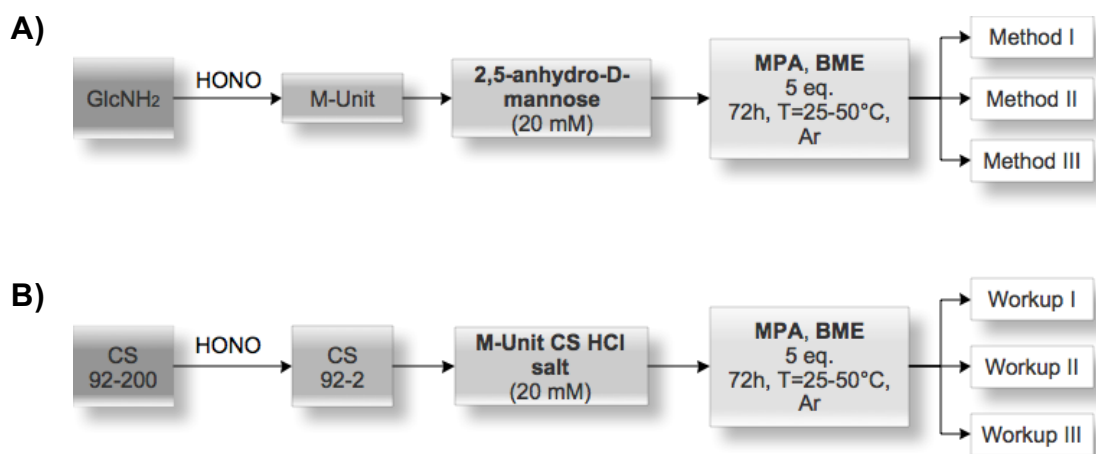 A)
GlcNH₂
HONO
M-Unit
2,5-anhydro-D-
mannose
(20 mM)
MPA, BME
5 eq.
72h, T=25-50°C,
Ar
Method I
Method II
Method III
B)
CS
92-200
HONO
CS
92-2
M-Unit CS HCl
salt
(20 mM)
MPA, BME
5 eq.
72h, T=25-50°C,
Ar
Workup I
Workup II
Workup III